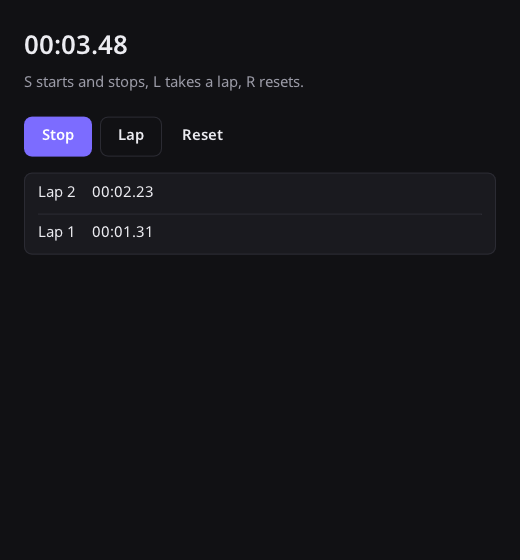 00:03.48
S starts and stops, L takes a lap, R resets.
Stop Lap Reset
Lap 2 00:02.23
Lap 1 00:01.31